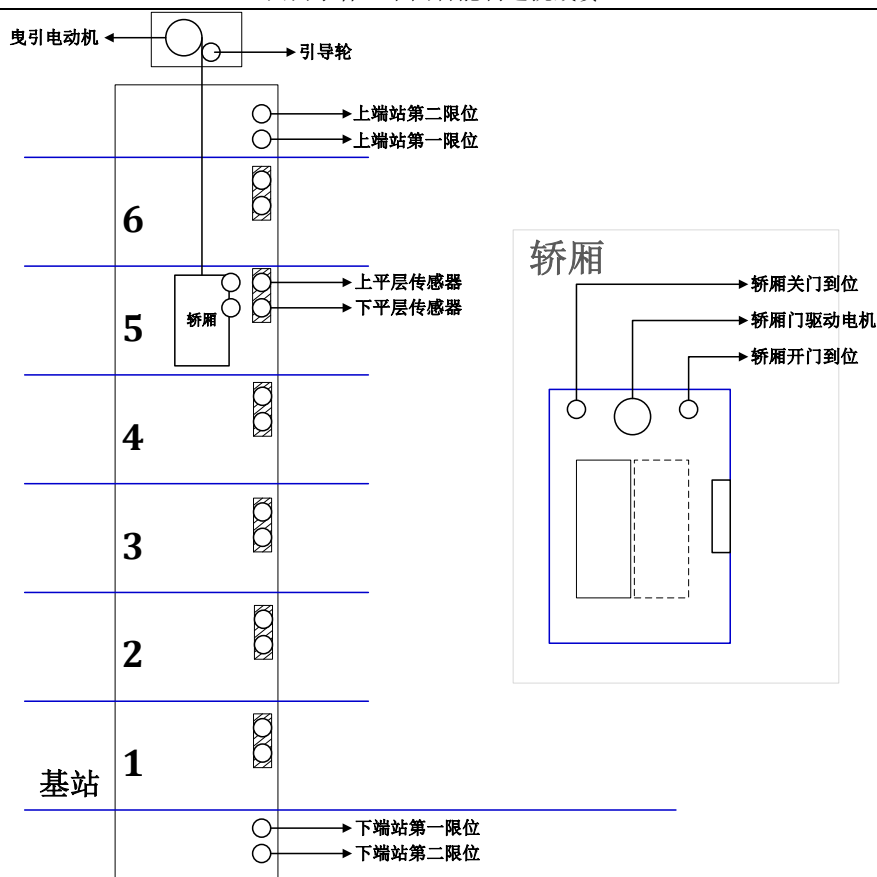 曳引电动机
引导轮
上端站第二限位
上端站第一限位
6
轿厢
轿厢关门到位
上平层传感器
轿厢
5
下平层传感器
轿厢门驱动电机
轿厢开门到位
4
3
2
1
基站
下端站第一限位
下端站第二限位